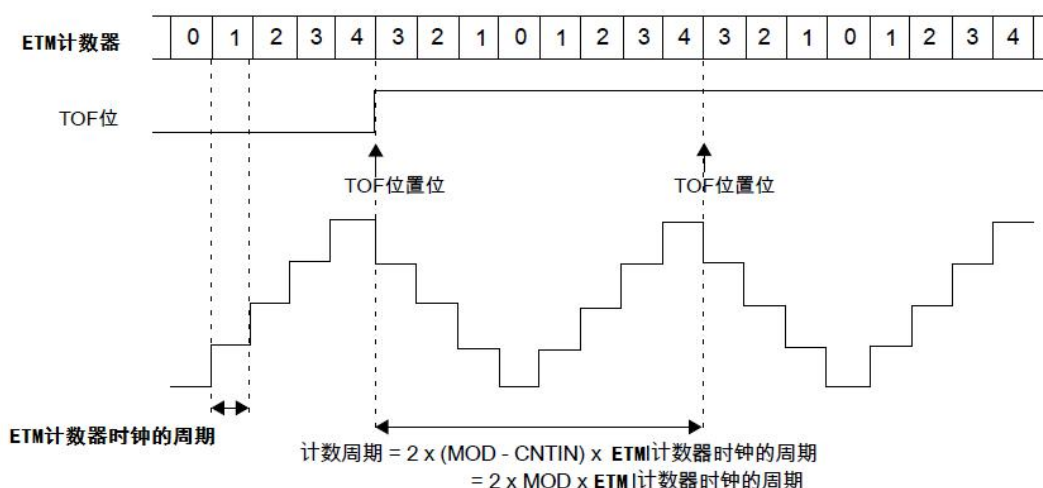 ETM计数器 0 1 2 3 4 3 2 1 0 1 2 3 4 3 2 1 0 1 2 3 4
TOF位
TOF位置位 TOF位置位
ETM计数器时钟的周期
计数周期 = 2 x (MOD - CNTIN) x ETM计数器时钟的周期
= 2 x MOD x ETM计数器时钟的周期